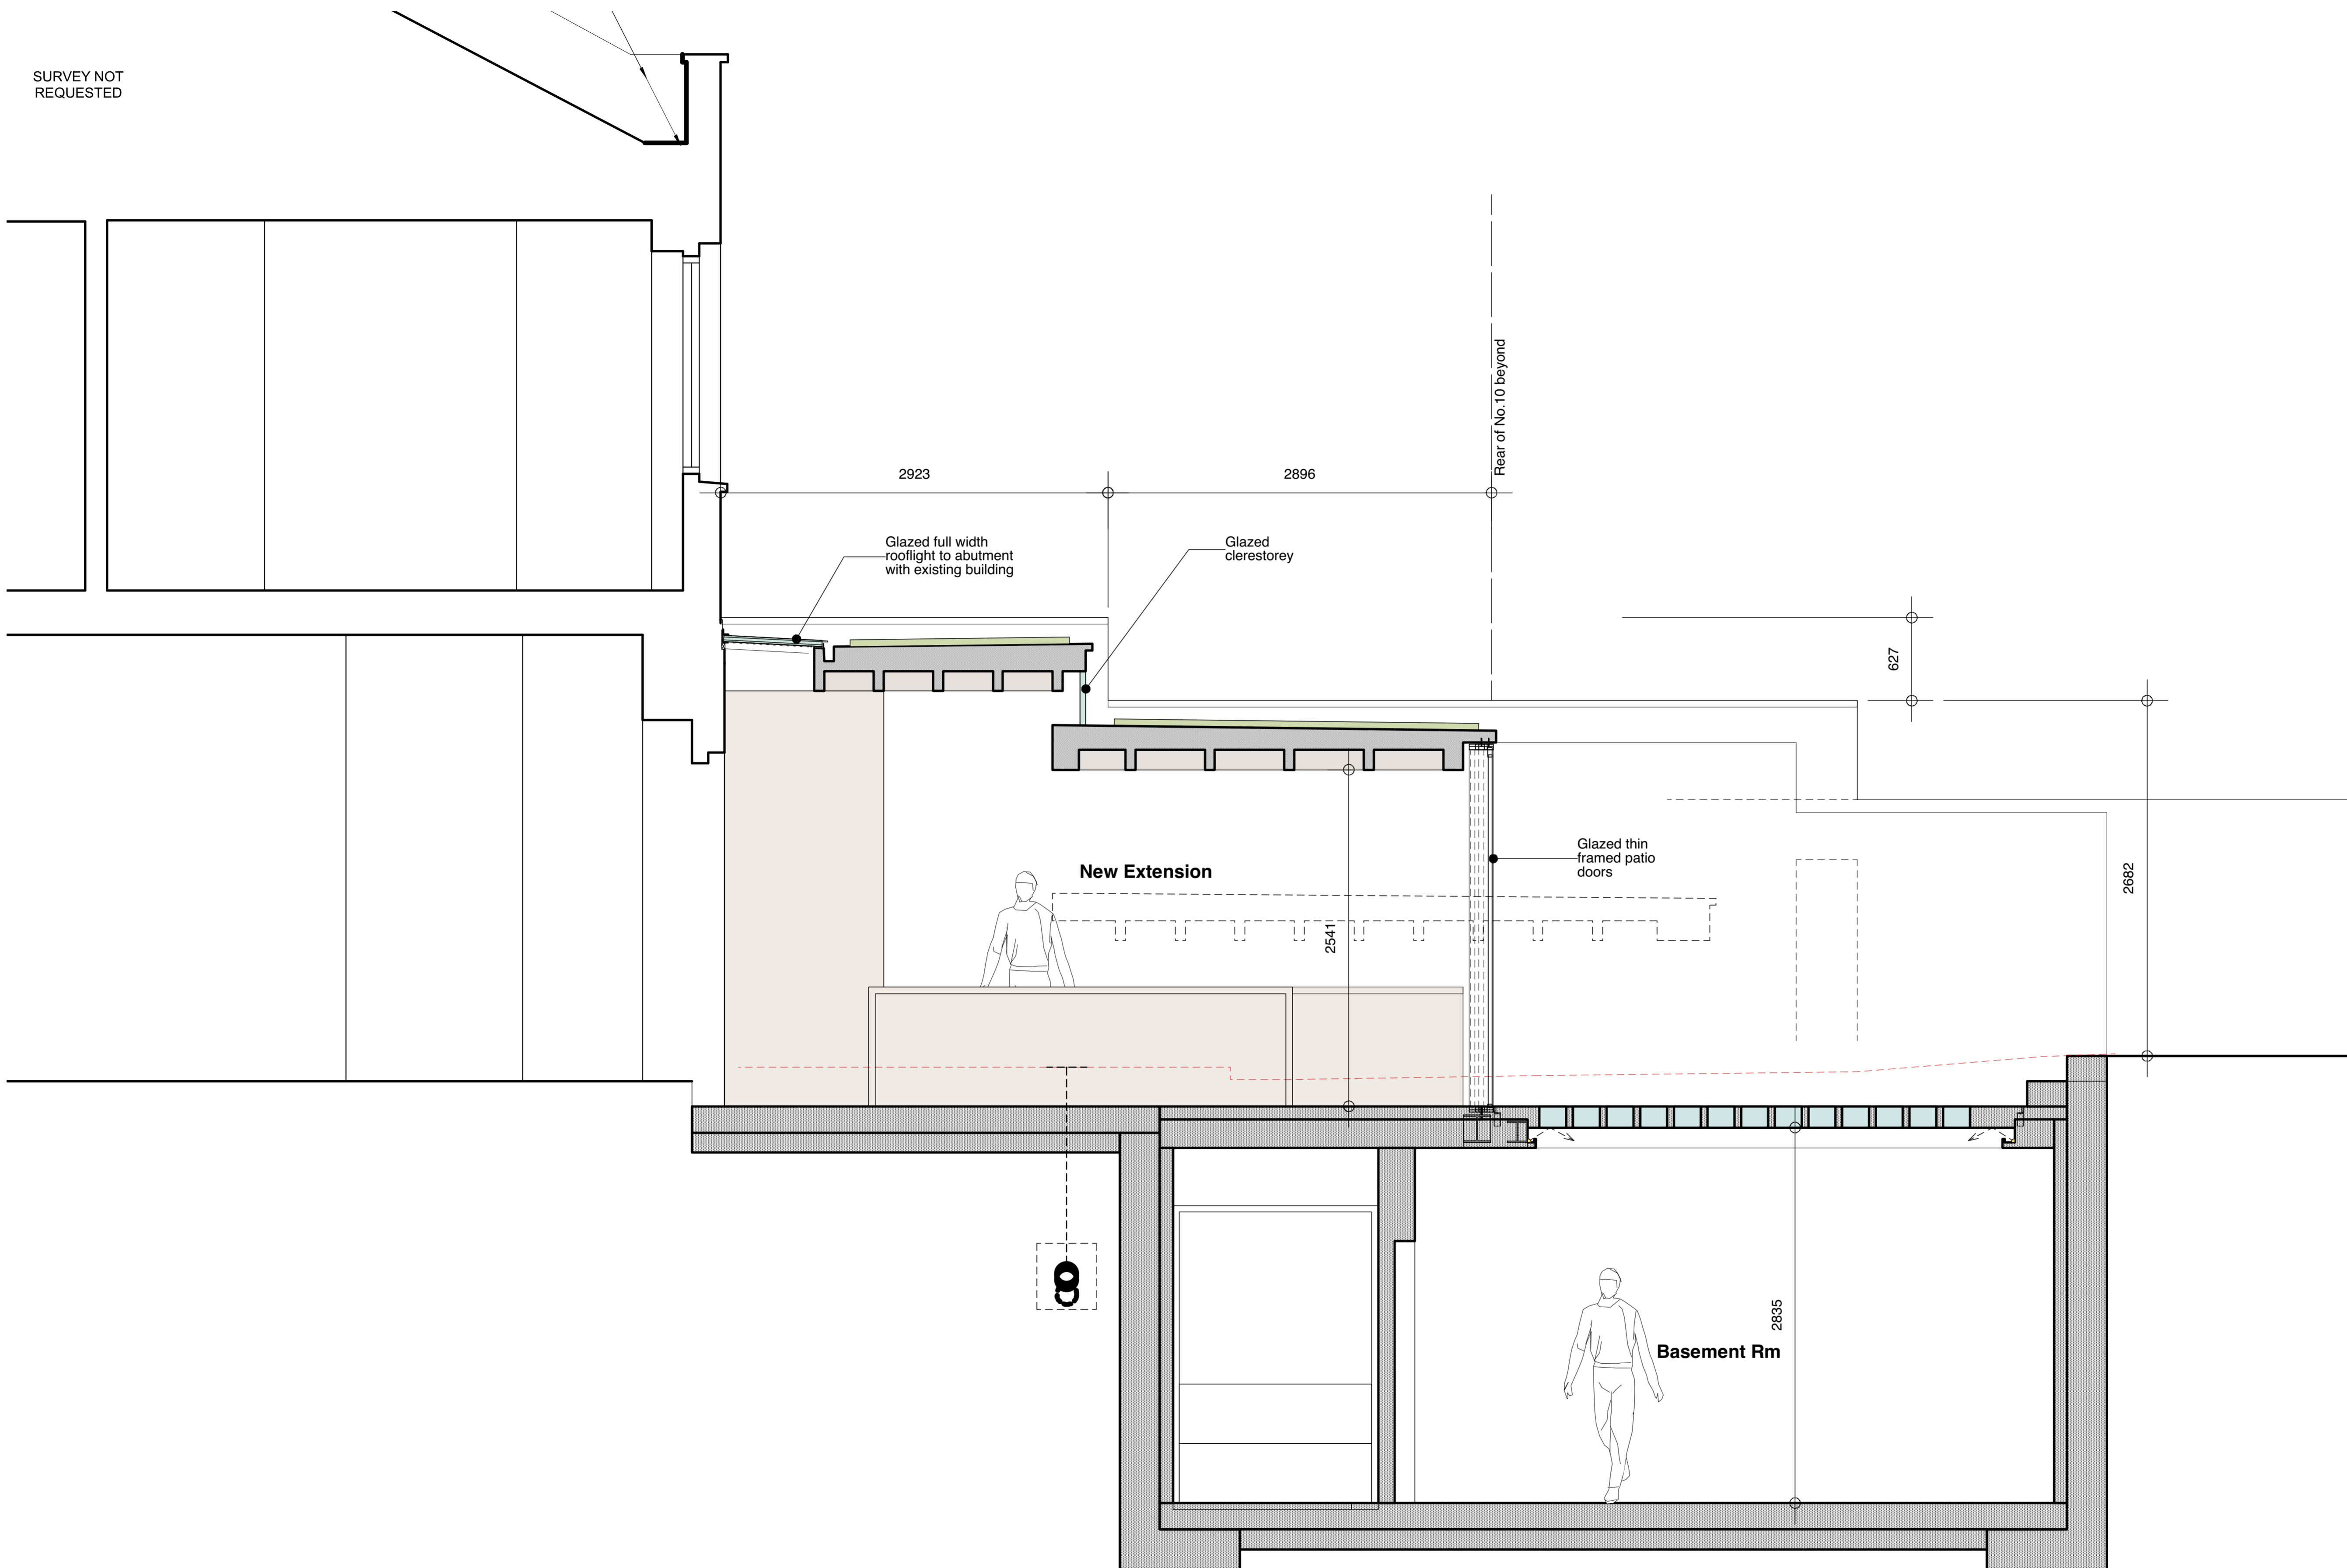 SURVEY NOT
REQUESTED
Rear of No.10 beyond
2923
2896
Glazed full width
rooflight to abutment
with existing building
Glazed
clerestorey
627
Glazed thin
framed patio
doors
New Extension
2541
2682
2835
Basement Rm